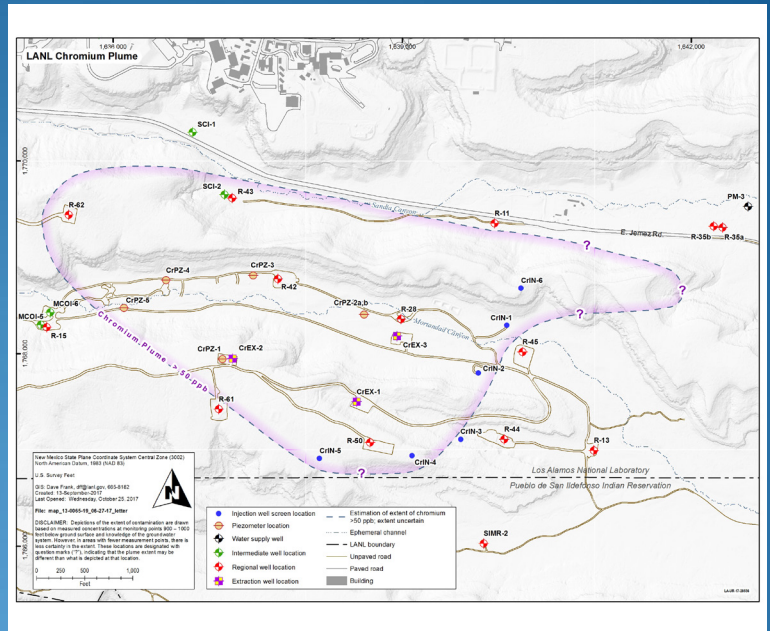 1,636,000
1,639,000
1,642,000
LANL Chromium Plume
SCI-1
1,770,000
SCI-2
R-43
R-62
Sandia Canyon
PM-3
R-11
E. Jemez Rd.
R-35b
R-35a
?
CrPZ-4
CrPZ-3
R-42
CrIN-6
?
MCOI-6
CrPZ-5
CrPZ-2a,b
R-28
?
MCOI-5
CrIN-1
R-15
Chromium Plume > 50-ppb
Mortandad Canyon
CrEX-3
R-45
1,768,000
CrPZ-1
CrEX-2
CrIN-2
CrEX-1
R-61
R-50
CrIN-3
R-44
R-13
CrIN-5
CrIN-4
?
Los Alamos National Laboratory
Pueblo de San Ildefonso Indian Reservation
New Mexico State Plane Coordinate System Central Zone (3002)
North American Datum, 1983 (NAD 83)
U.S. Survey Feet
GIS: Dave Frank, dff@lanl.gov, 665-8182
Created: 13-September-2017
Last Opened: Wednesday, October 25, 2017
File: map_13-0065-19_06-27-17_letter
DISCLAIMER: Depictions of the extent of contamination are drawn
based on measured concentrations at monitoring points 900 – 1000
feet below ground surface and knowledge of the groundwater
system. However, in areas with fewer measurement points, there is
less certainty in the extent. These locations are designated with
question marks ("?"), indicating that the plume extent may be
different than what is depicted at that location.
N
0 250 500 1,000
Feet
Injection well screen location
Piezometer location
Water supply well
Intermediate well location
Regional well location
Extraction well location
Estimation of extent of chromium
>50 ppb; extent uncertain
Ephemeral channel
LANL boundary
Unpaved road
Paved road
Building
1,766,000
SIMR-2